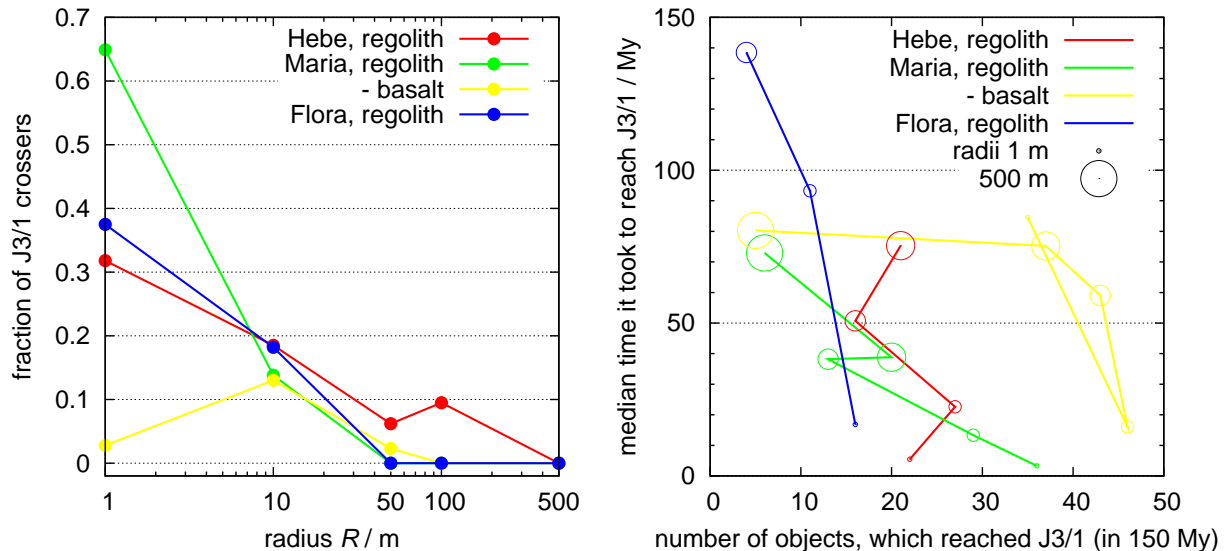 0.7
0.6
0.5
0.4
0.3
0.2
0.1
0
fraction of J3/1 crossers
1
10
50
100
500
radius R / m
Hebe, regolith
Maria, regolith
- basalt
Flora, regolith
150
100
50
0
median time it took to reach J3/1 / My
0
10
20
30
40
50
number of objects, which reached J3/1 (in 150 My)
Hebe, regolith
Maria, regolith
- basalt
Flora, regolith
radii 1 m
500 m